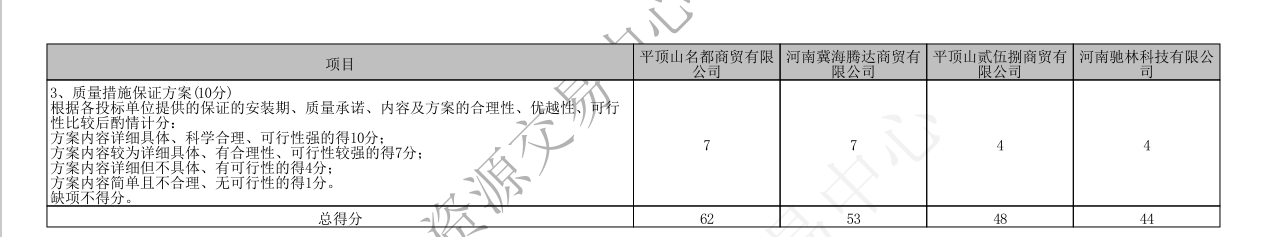 项目
平顶山名都商贸有限
公司
河南冀海腾达商贸有
限公司
平顶山贰伍捌商贸有
限公司
河南驰林科技有限公
司
3、质量措施保证方案(10分)
根据各投标单位提供的保证的安装期、质量承诺、内容及方案的合理性、优越性、可行
性比较后酌情计分：
方案内容详细具体、科学合理、可行性强的得10分；
方案内容较为详细具体、有合理性、可行性较强的得7分；
方案内容详细但不具体、有可行性的得4分；
方案内容简单且不合理、无可行性的得1分。
缺项不得分。
7
7
4
4
总得分
62
53
48
44
资源交易中心
易中心